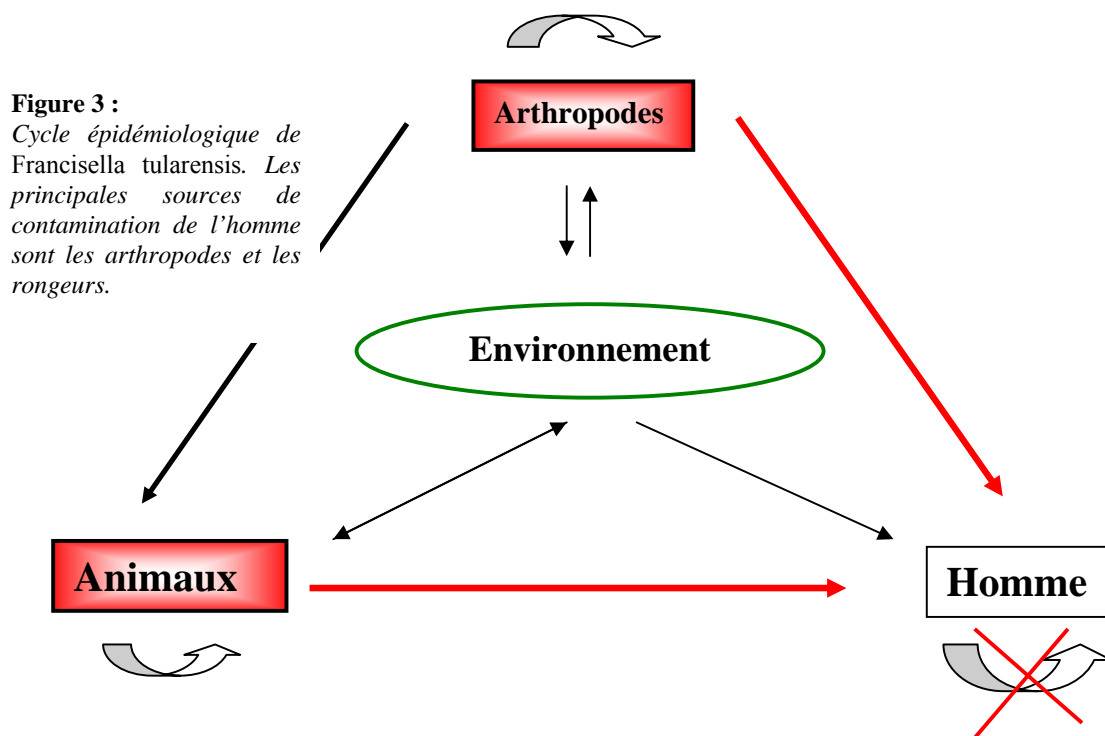 Figure 3 :
Cycle épidémiologique de
Francisella tularensis. Les
principales sources de
contamination de l’homme
sont les arthropodes et les
rongeurs.
Arthropodes
Environnement
Animaux
Homme